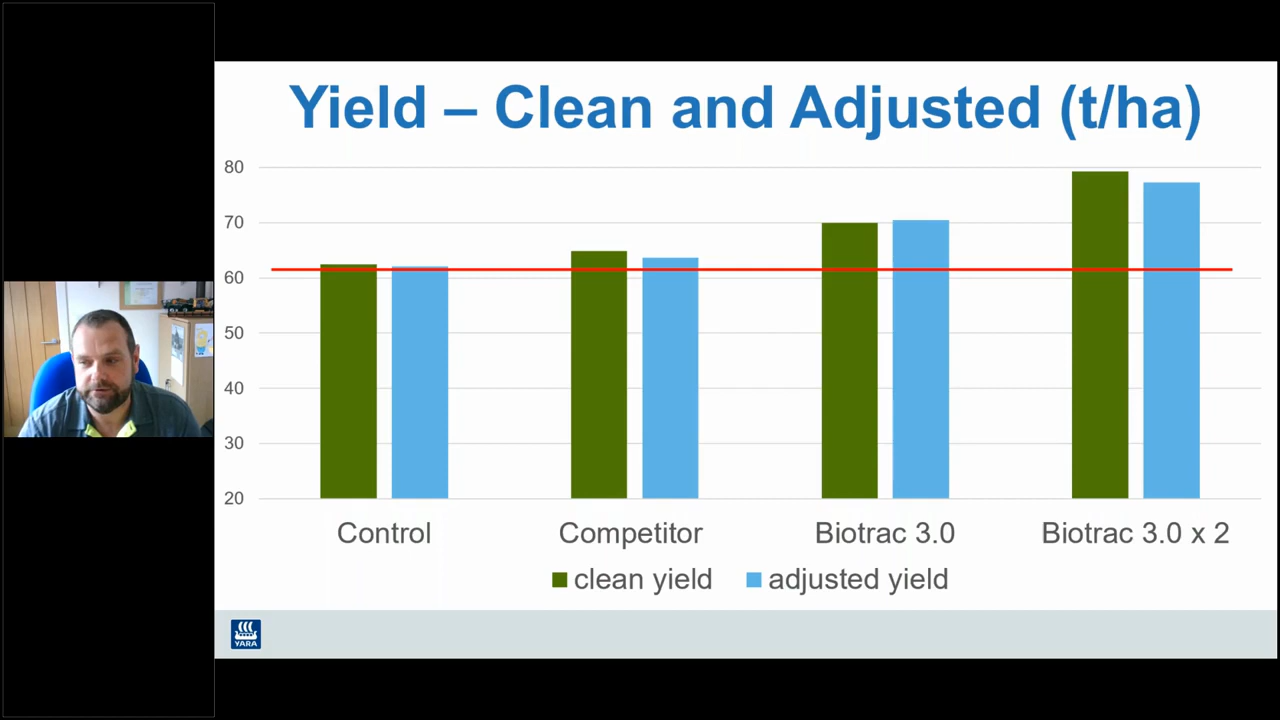 Yield – Clean and Adjusted (t/ha)
80
70
60
50
40
30
20
Control
Competitor
Biotrac 3.0
Biotrac 3.0 x 2
clean yield
adjusted yield
YARA